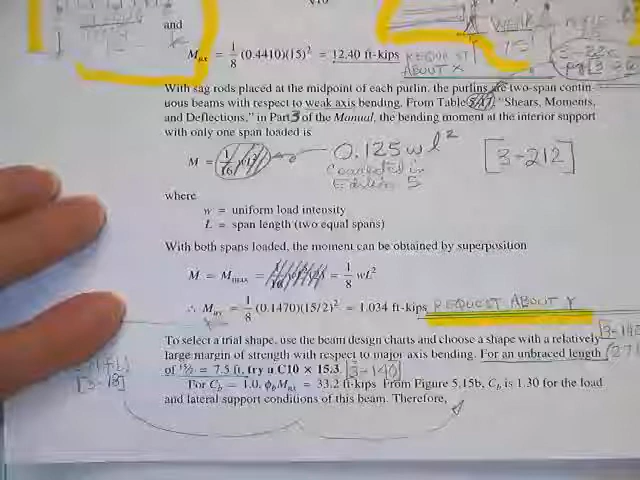 and
WEAK
M_ux = 1/8 (0.4410)(15)² = 12.40 ft-kips REQUEST
ABOUT X
With sag rods placed at the midpoint of each purlin, the purlins are two-span contin-
uous beams with respect to weak axis bending. From Table "Shears, Moments,
and Deflections," in Part 3 of the Manual, the bending moment at the interior support
with only one span loaded is
M = 1/16 wL² 0.125wl² [3-212]
Corrected in
Edition 5
where
w = uniform load intensity
L = span length (two equal spans)
With both spans loaded, the moment can be obtained by superposition
M = M_max = = 1/8 wL²
∴ M_uy = 1/8 (0.1470)(15/2)² = 1.034 ft-kips REQUEST ABOUT Y
To select a trial shape, use the beam design charts and choose a shape with a relatively
large margin of strength with respect to major axis bending. For an unbraced length
of 15/2 = 7.5 ft, try a C10 × 15.3. [3-140]
[3-18]
For C_b = 1.0, ϕ_b M_nx = 33.2 ft-kips From Figure 5.15b, C_b is 1.30 for the load
and lateral support conditions of this beam. Therefore,